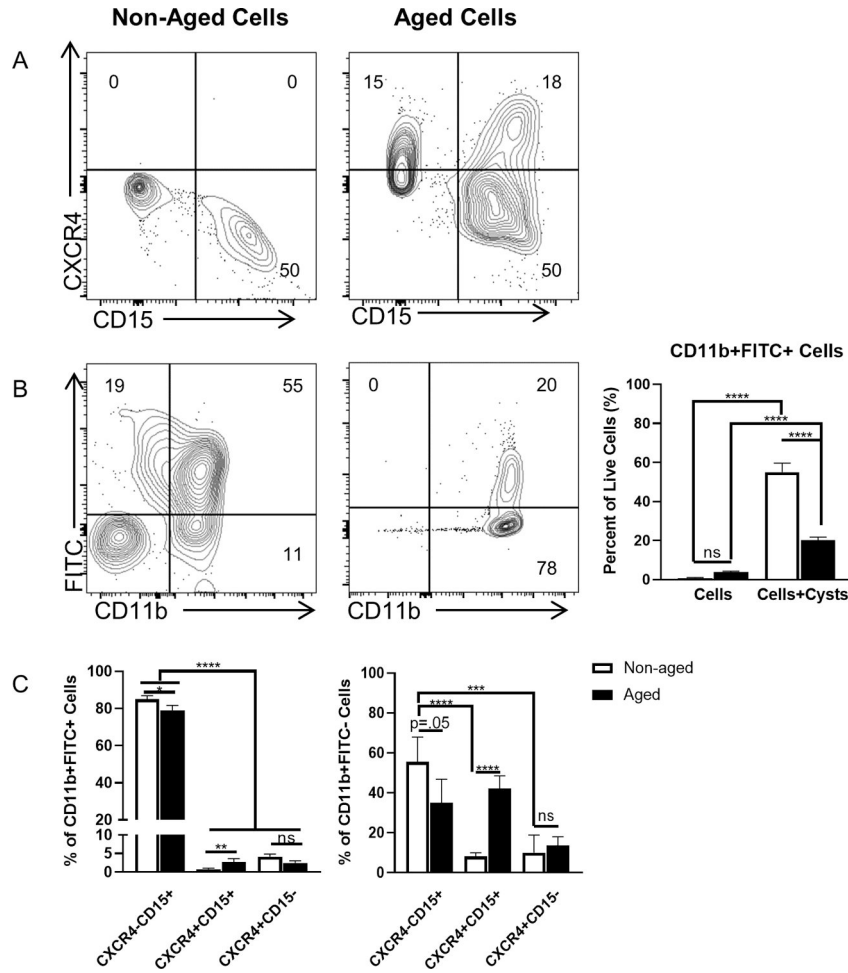 Non-Aged Cells
Aged Cells
A
CXCR4
0
0
50
CD15
15
18
50
CD15
B
FITC
19
55
11
CD11b
0
20
78
CD11b
CD11b+FITC+ Cells
Percent of Live Cells (%)
100
80
60
40
20
0
ns
****
****
****
Cells
Cells+Cysts
C
% of CD11b+FITC+ Cells
100
80
60
40
20
10
5
0
****
*
**
ns
CXCR4-CD15+
CXCR4+CD15+
CXCR4+CD15-
% of CD11b+FITC- Cells
100
80
60
40
20
0
***
****
p=.05
****
ns
CXCR4-CD15+
CXCR4+CD15+
CXCR4+CD15-
Non-aged
Aged